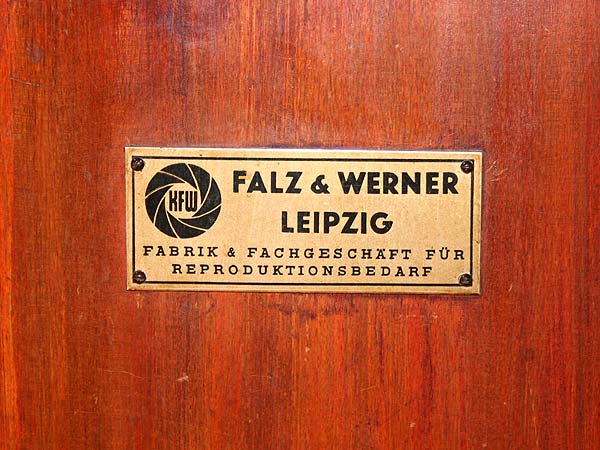 KFW
FALZ & WERNER
LEIPZIG
FABRIK & FACHGESCHÄFT FÜR
REPRODUKTIONSBEDARF